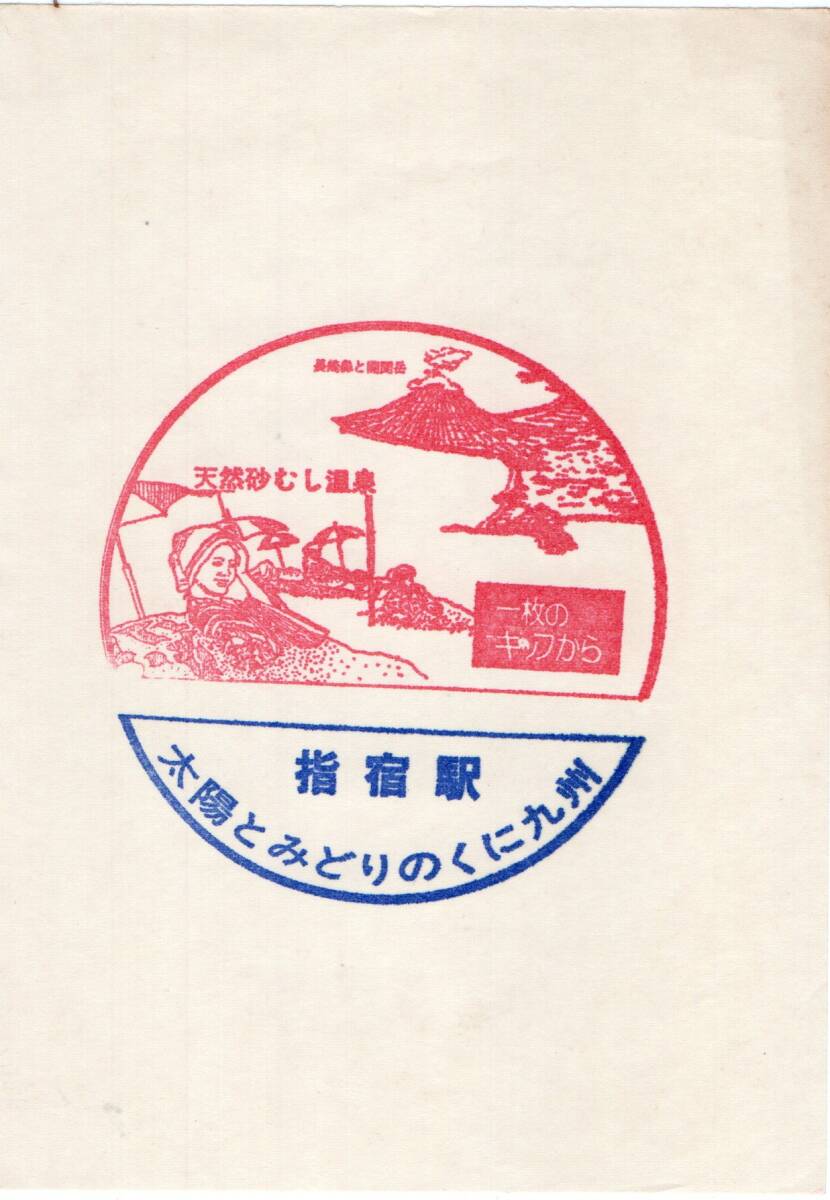 長崎鼻と開聞岳
天然砂むし温泉
一枚の
キップから
指宿駅
太陽とみどりのくに九州